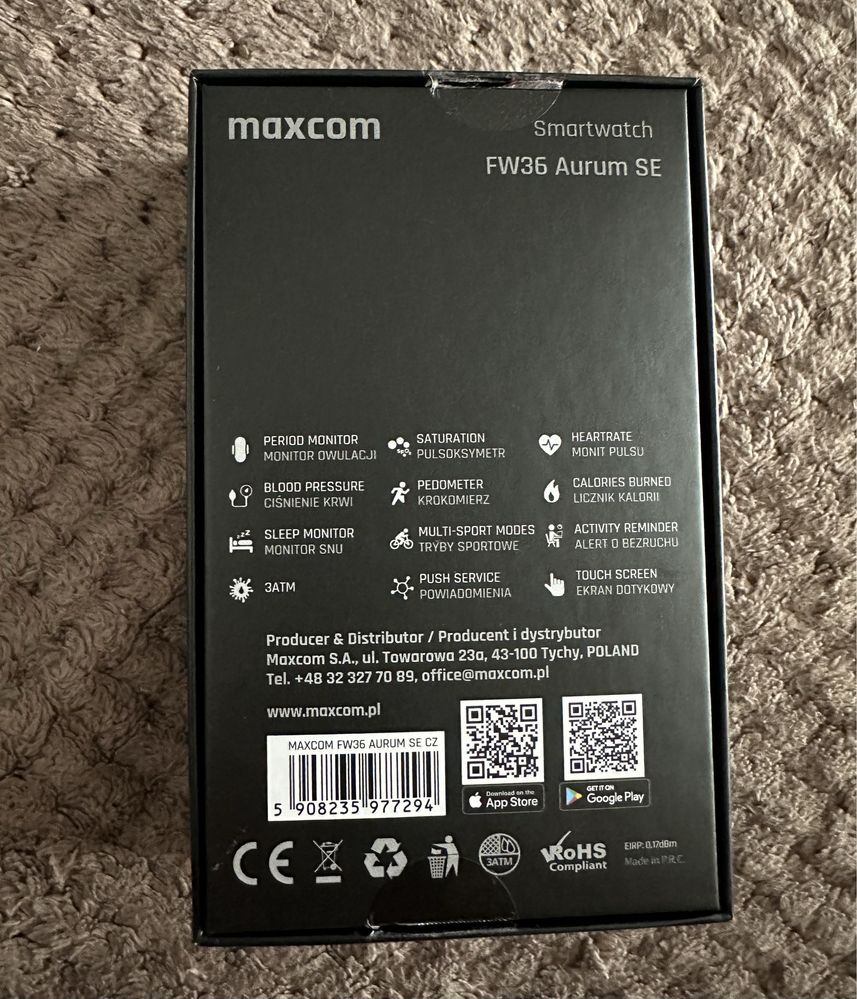 maxcom
Smartwatch
FW36 Aurum SE
PERIOD MONITOR
MONITOR OWULACJI
SATURATION
PULSOKSYMETR
HEARTRATE
MONIT PULSU
BLOOD PRESSURE
CIŚNIENIE KRWI
PEDOMETER
KROKOMIERZ
CALORIES BURNED
LICZNIK KALORII
SLEEP MONITOR
MONITOR SNU
MULTI-SPORT MODES
TRYBY SPORTOWE
ACTIVITY REMINDER
ALERT O BEZRUCHU
3ATM
PUSH SERVICE
POWIADOMIENIA
TOUCH SCREEN
EKRAN DOTYKOWY
Producer & Distributor / Producent i dystrybutor
Maxcom S.A., ul. Towarowa 23a, 43-100 Tychy, POLAND
Tel. +48 32 327 70 89, office@maxcom.pl
www.maxcom.pl
MAXCOM FW36 AURUM SE CZ
5 908235 977294
Download on the
App Store
GET IT ON
Google Play
CE
3ATM
RoHS
Compliant
EIRP: 0,17dBm
Made in P.R.C.